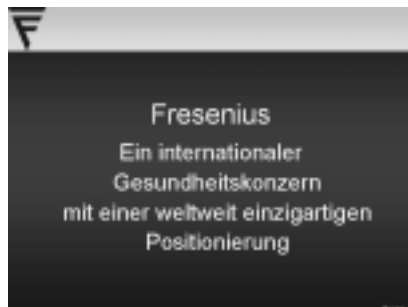 Fresenius
Ein internationaler
Gesundheitskonzern
mit einer weltweit einzigartigen
Positionierung